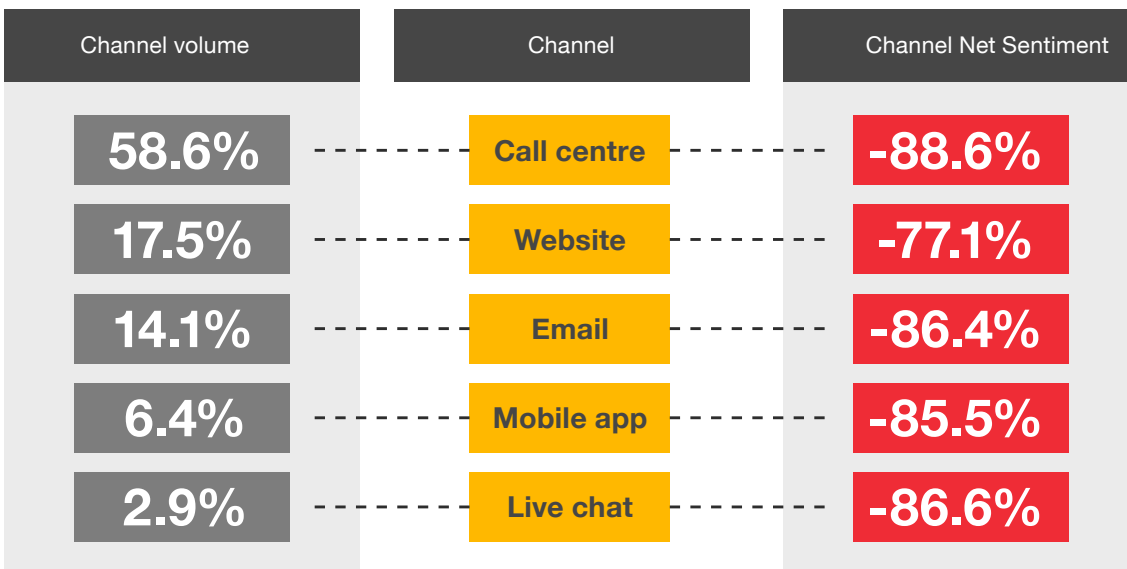 Channel volume Channel Channel Net Sentiment
58.6% Call centre -88.6%
17.5% Website -77.1%
14.1% Email -86.4%
6.4% Mobile app -85.5%
2.9% Live chat -86.6%